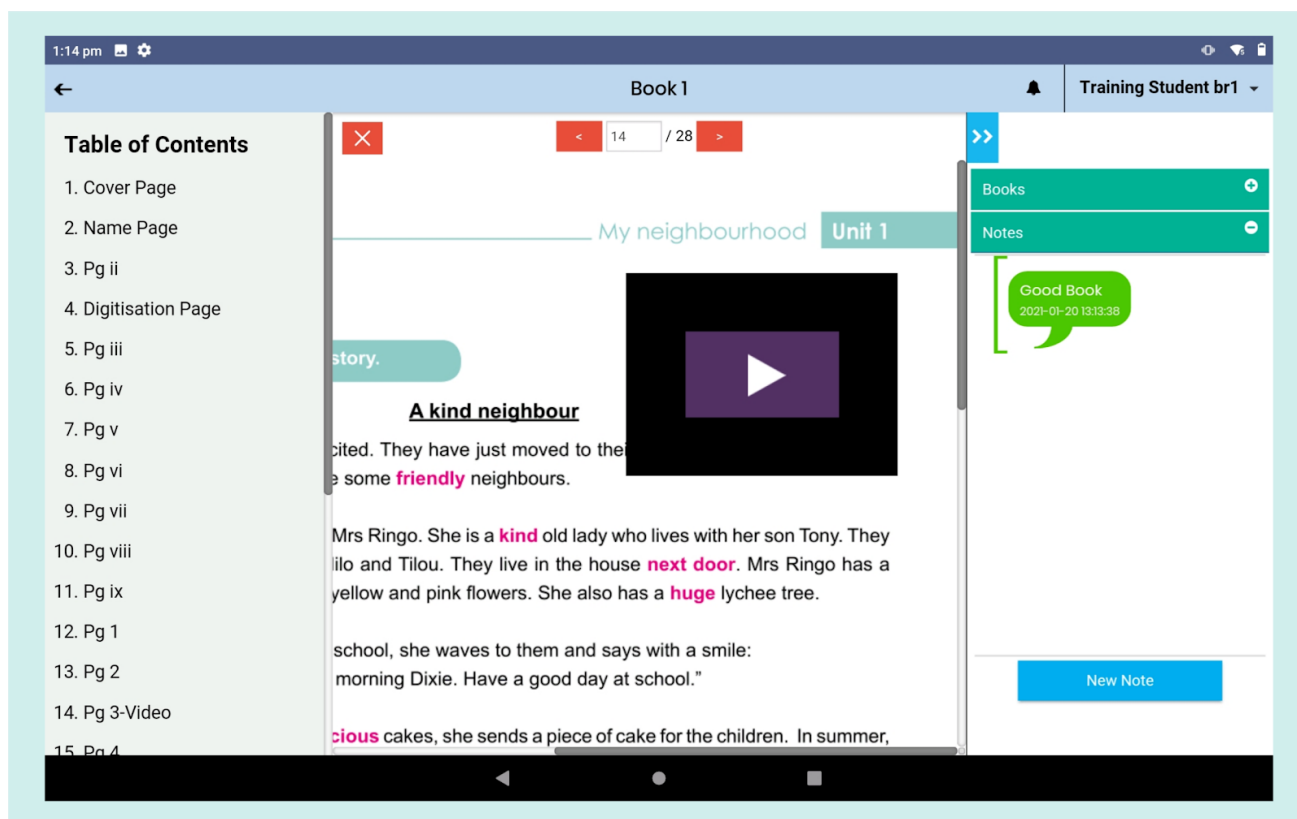 1:14 pm
Book 1
Training Student br1
Table of Contents
1. Cover Page
2. Name Page
3. Pg ii
4. Digitisation Page
5. Pg iii
6. Pg iv
7. Pg v
8. Pg vi
9. Pg vii
10. Pg viii
11. Pg ix
12. Pg 1
13. Pg 2
14. Pg 3-Video
15. Pg 4
< 14 / 28 >
My neighbourhood Unit 1
story.
A kind neighbour
cited. They have just moved to thei
some friendly neighbours.
Mrs Ringo. She is a kind old lady who lives with her son Tony. They
ilo and Tilou. They live in the house next door. Mrs Ringo has a
yellow and pink flowers. She also has a huge lychee tree.
school, she waves to them and says with a smile:
morning Dixie. Have a good day at school.”
cious cakes, she sends a piece of cake for the children. In summer,
>>
Books
Notes
Good Book
2021-01-20 13:13:38
New Note